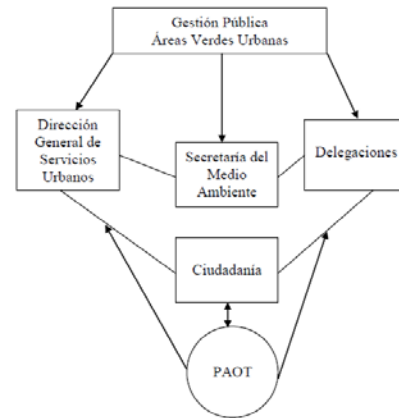 Gestión Pública
Áreas Verdes Urbanas
Dirección
General de
Servicios
Urbanos
Secretaría del
Medio
Ambiente
Delegaciones
Ciudadanía
PAOT